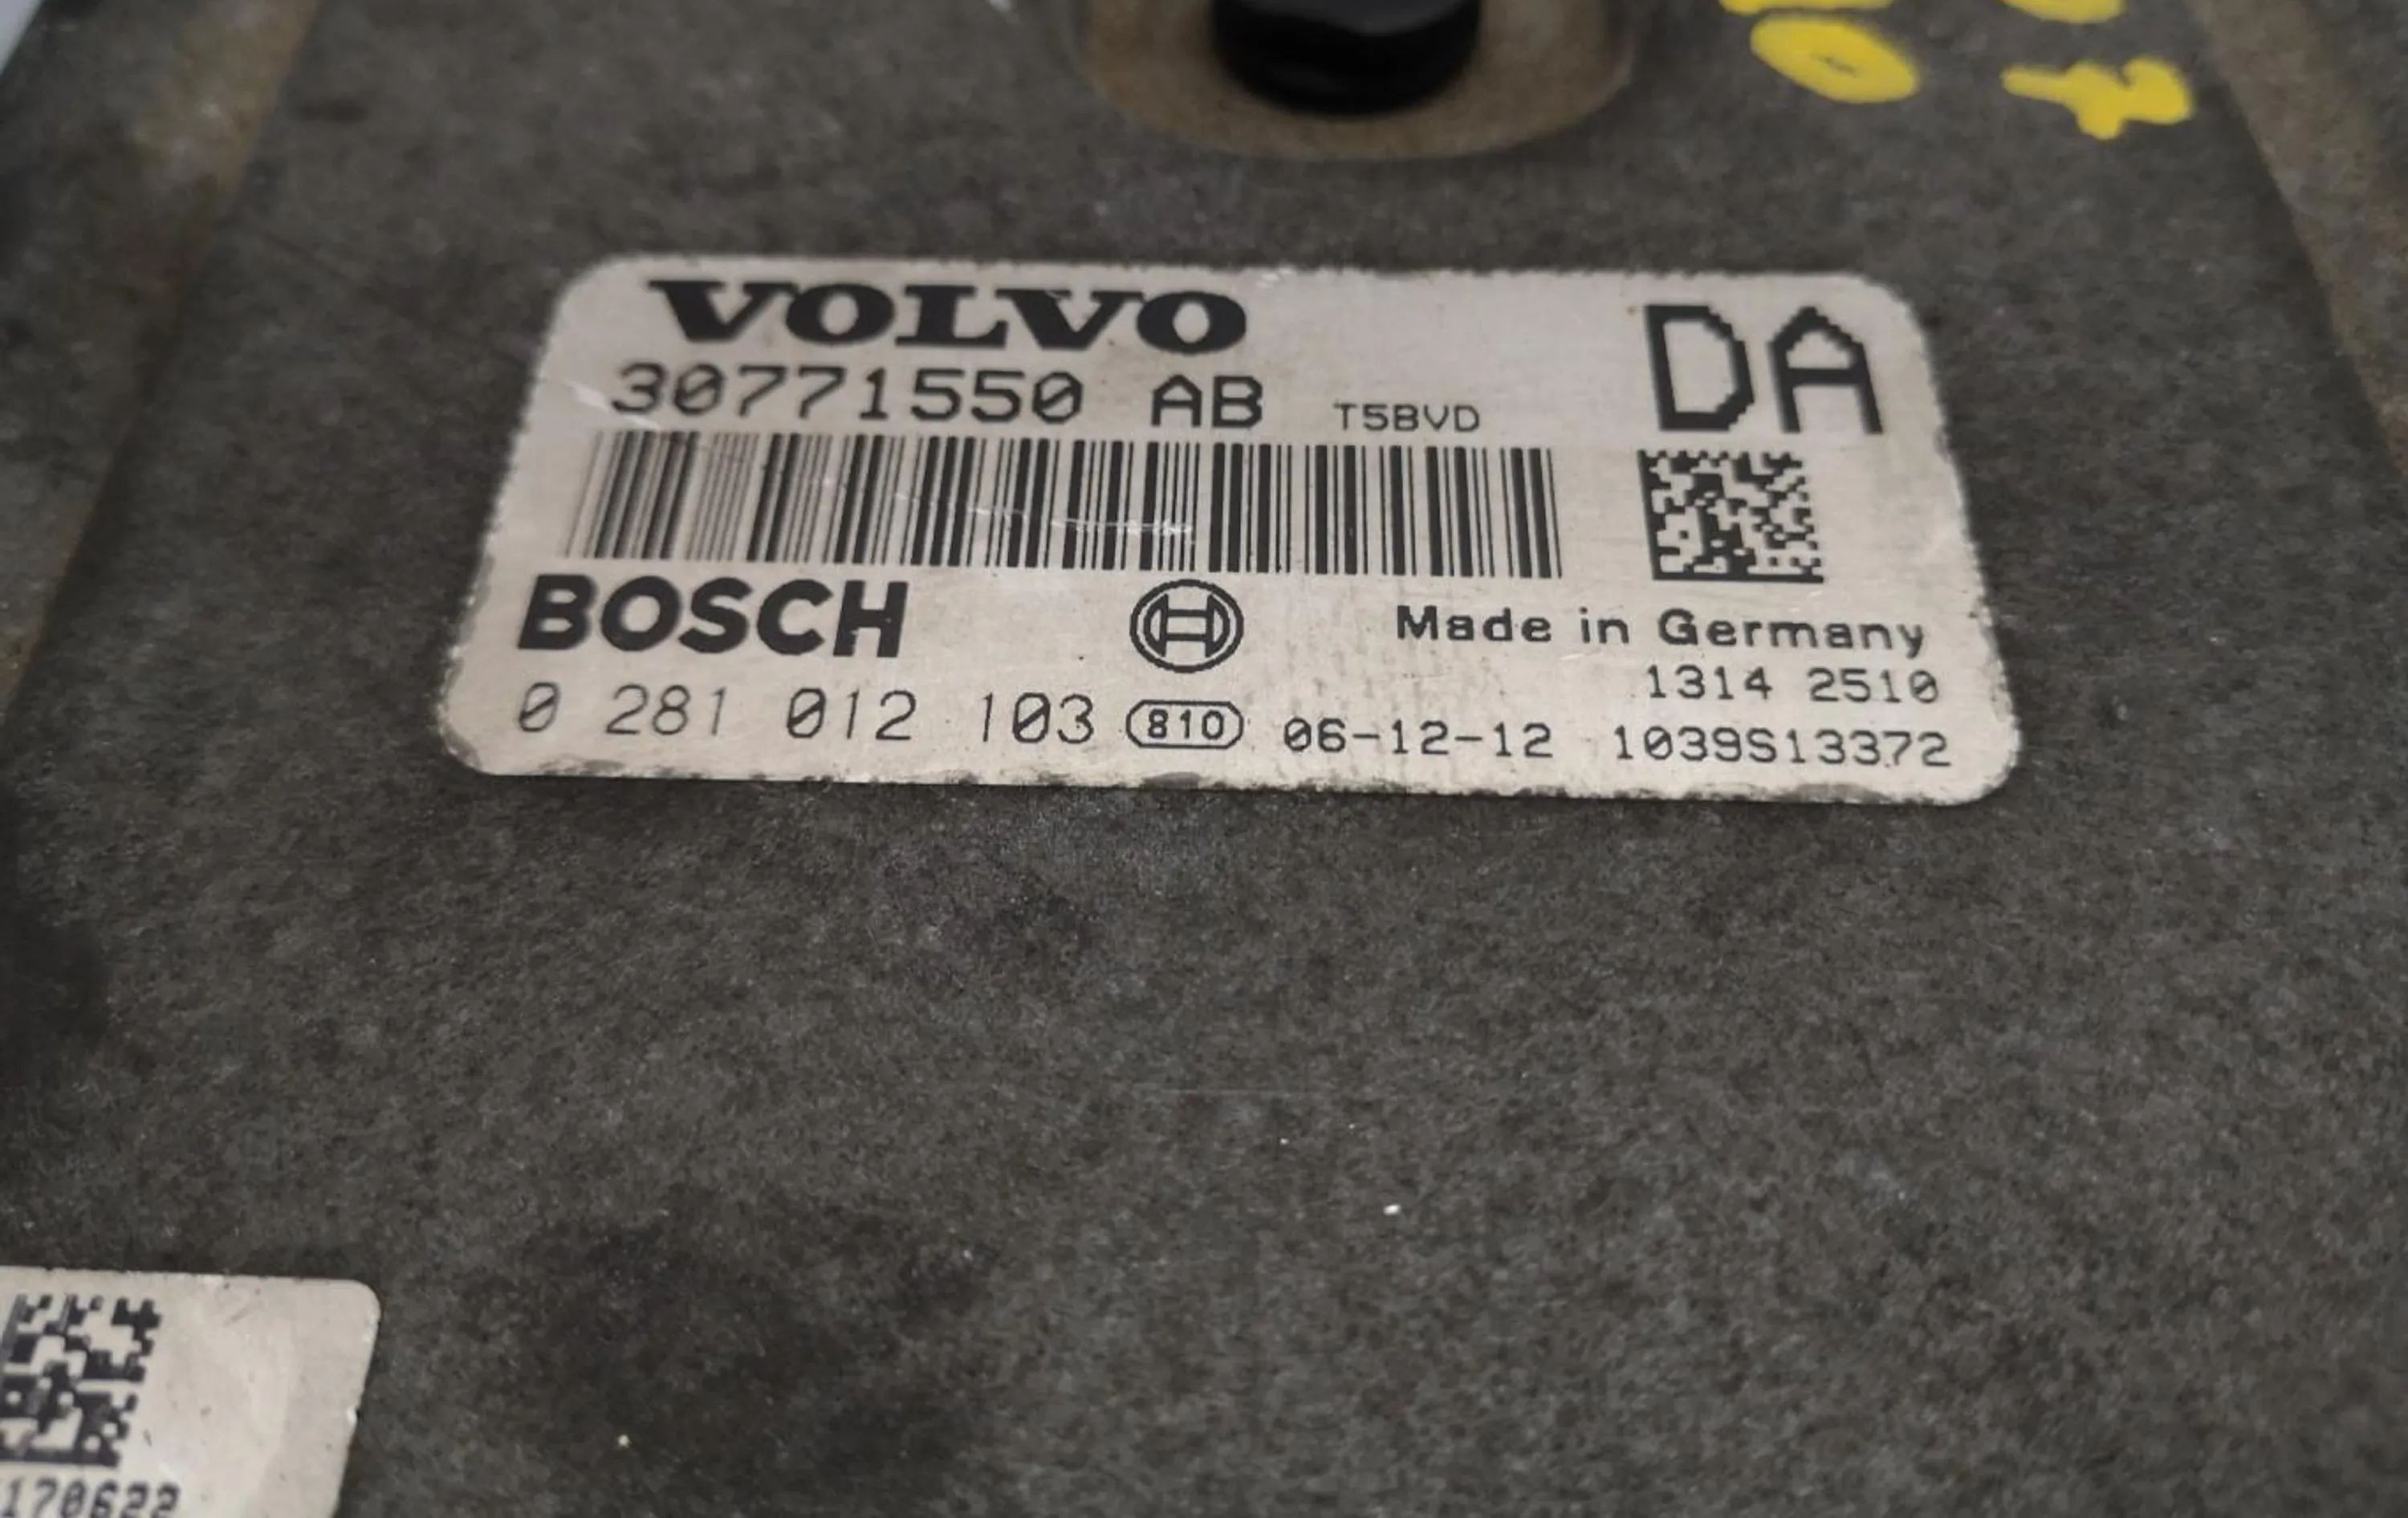 VOLVO
DA
30771550 AB T5BVD
BOSCH
Made in Germany
1314 2510
0 281 012 103 810 06-12-12 1039S13372
170622